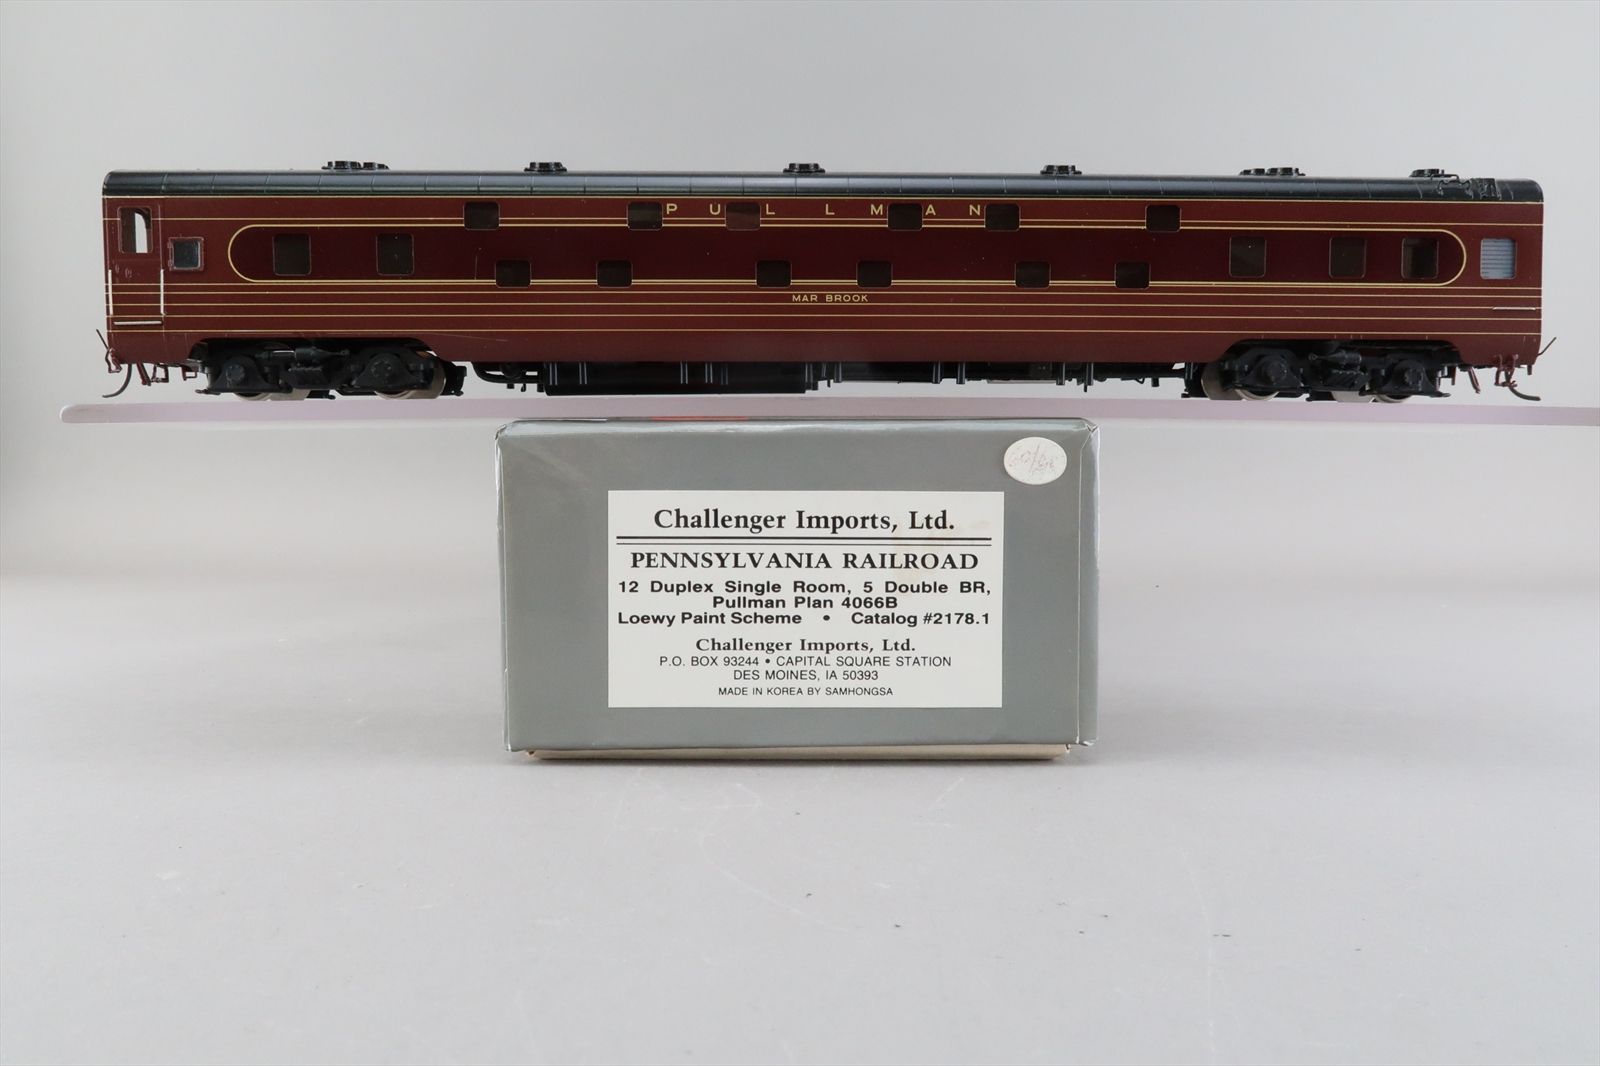 PULLMAN
MAR BROOK
Challenger Imports, Ltd.
PENNSYLVANIA RAILROAD
12 Duplex Single Room, 5 Double BR,
Pullman Plan 4066B
Loewy Paint Scheme • Catalog #2178.1
Challenger Imports, Ltd.
P.O. BOX 93244 • CAPITAL SQUARE STATION
DES MOINES, IA 50393
MADE IN KOREA BY SAMHONGSA